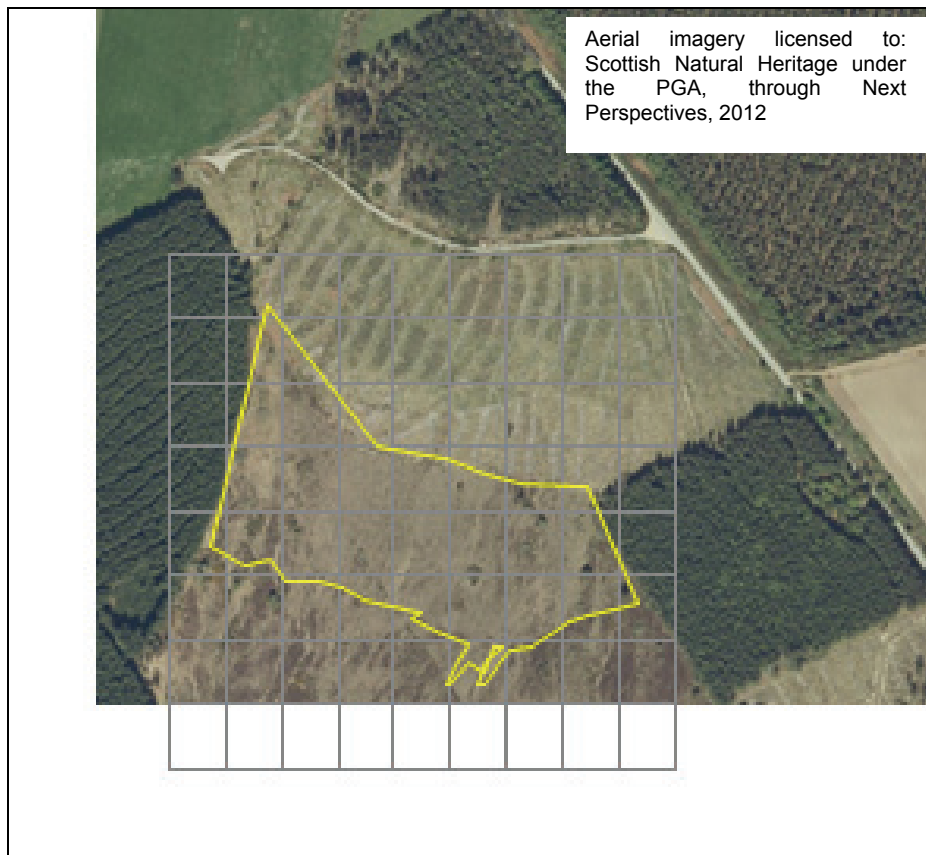 Aerial imagery licensed to:
Scottish Natural Heritage under
the PGA, through Next
Perspectives, 2012